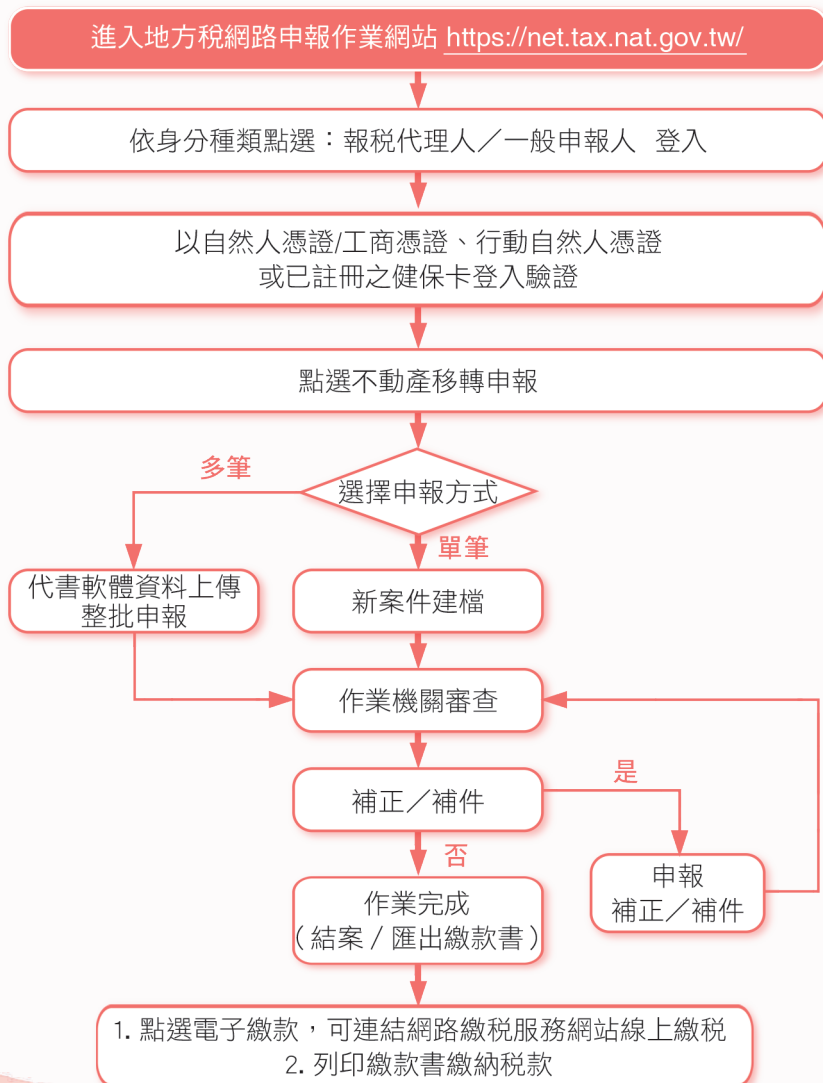 進入地方稅網路申報作業網站 https://net.tax.nat.gov.tw/
依身分種類點選：報稅代理人／一般申報人 登入
以自然人憑證/工商憑證、行動自然人憑證
或已註冊之健保卡登入驗證
點選不動產移轉申報
選擇申報方式
多筆
單筆
代書軟體資料上傳
整批申報
新案件建檔
作業機關審查
補正／補件
是
否
申報
補正／補件
作業完成
（結案 / 匯出繳款書）
1. 點選電子繳款，可連結網路繳稅服務網站線上繳稅
2. 列印繳款書繳納稅款